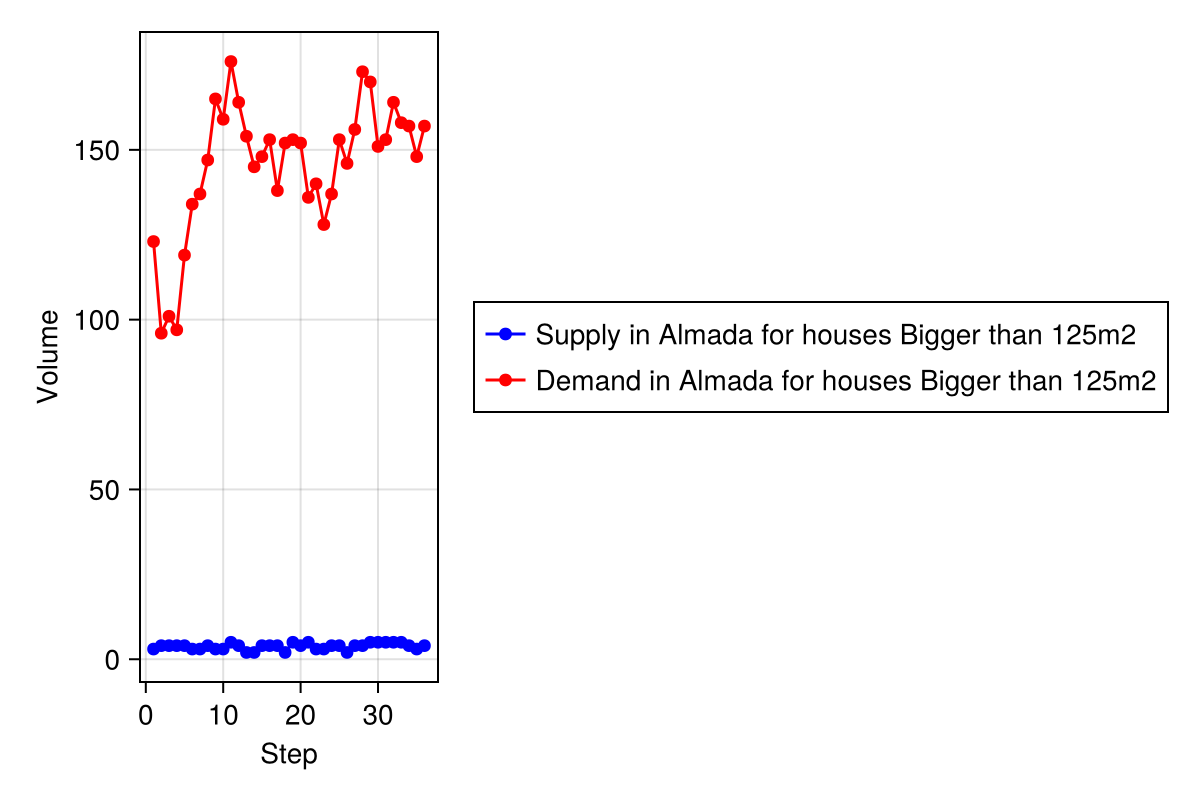 Volume
150
100
50
0
0 10 20 30
Step
Supply in Almada for houses Bigger than 125m2
Demand in Almada for houses Bigger than 125m2